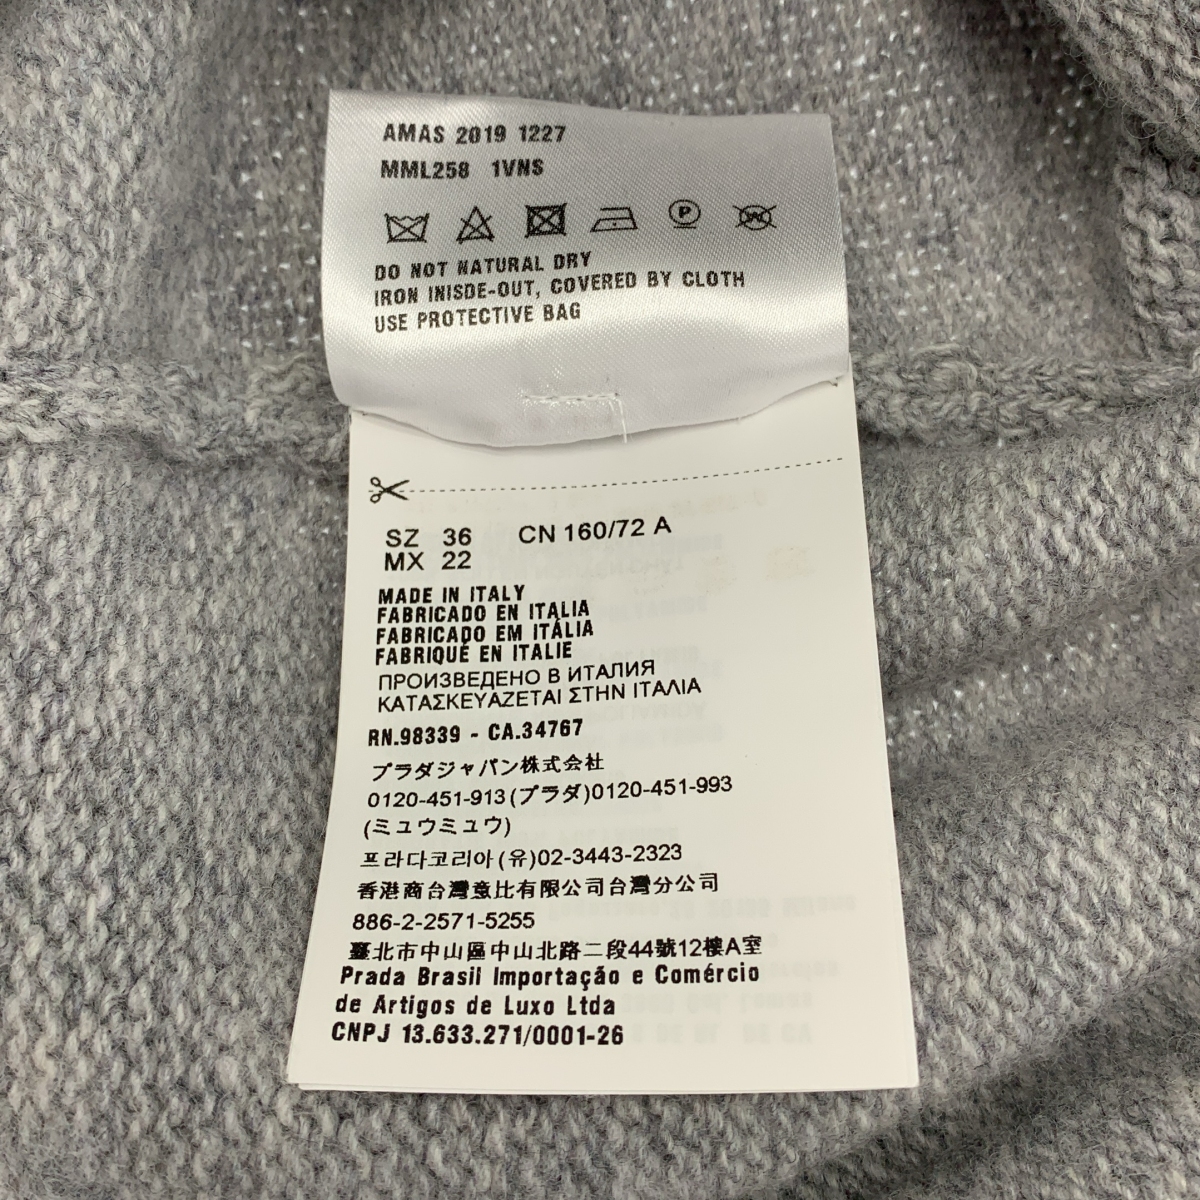 AMAS 2019 1227
MML258 1VNS
P
W
DO NOT NATURAL DRY
IRON INISDE-OUT, COVERED BY CLOTH
USE PROTECTIVE BAG
SZ 36 CN 160/72 A
MX 22
MADE IN ITALY
FABRICADO EN ITALIA
FABRICADO EM ITÁLIA
FABRIQUÉ EN ITALIE
ПРОИЗВЕДЕНО В ИТАЛИЯ
ΚΑΤΑΣΚΕΥΑΖΕΤΑΙ ΣΤΗΝ ΙΤΑΛΙΑ
RN.98339 - CA.34767
プラダジャパン株式会社
0120-451-913(プラダ)0120-451-993
(ミュウミュウ)
프라다코리아(유)02-3443-2323
香港商台灣意比有限公司台灣分公司
886-2-2571-5255
臺北市中山區中山北路二段44號12樓A室
Prada Brasil Importação e Comércio
de Artigos de Luxo Ltda
CNPJ 13.633.271/0001-26